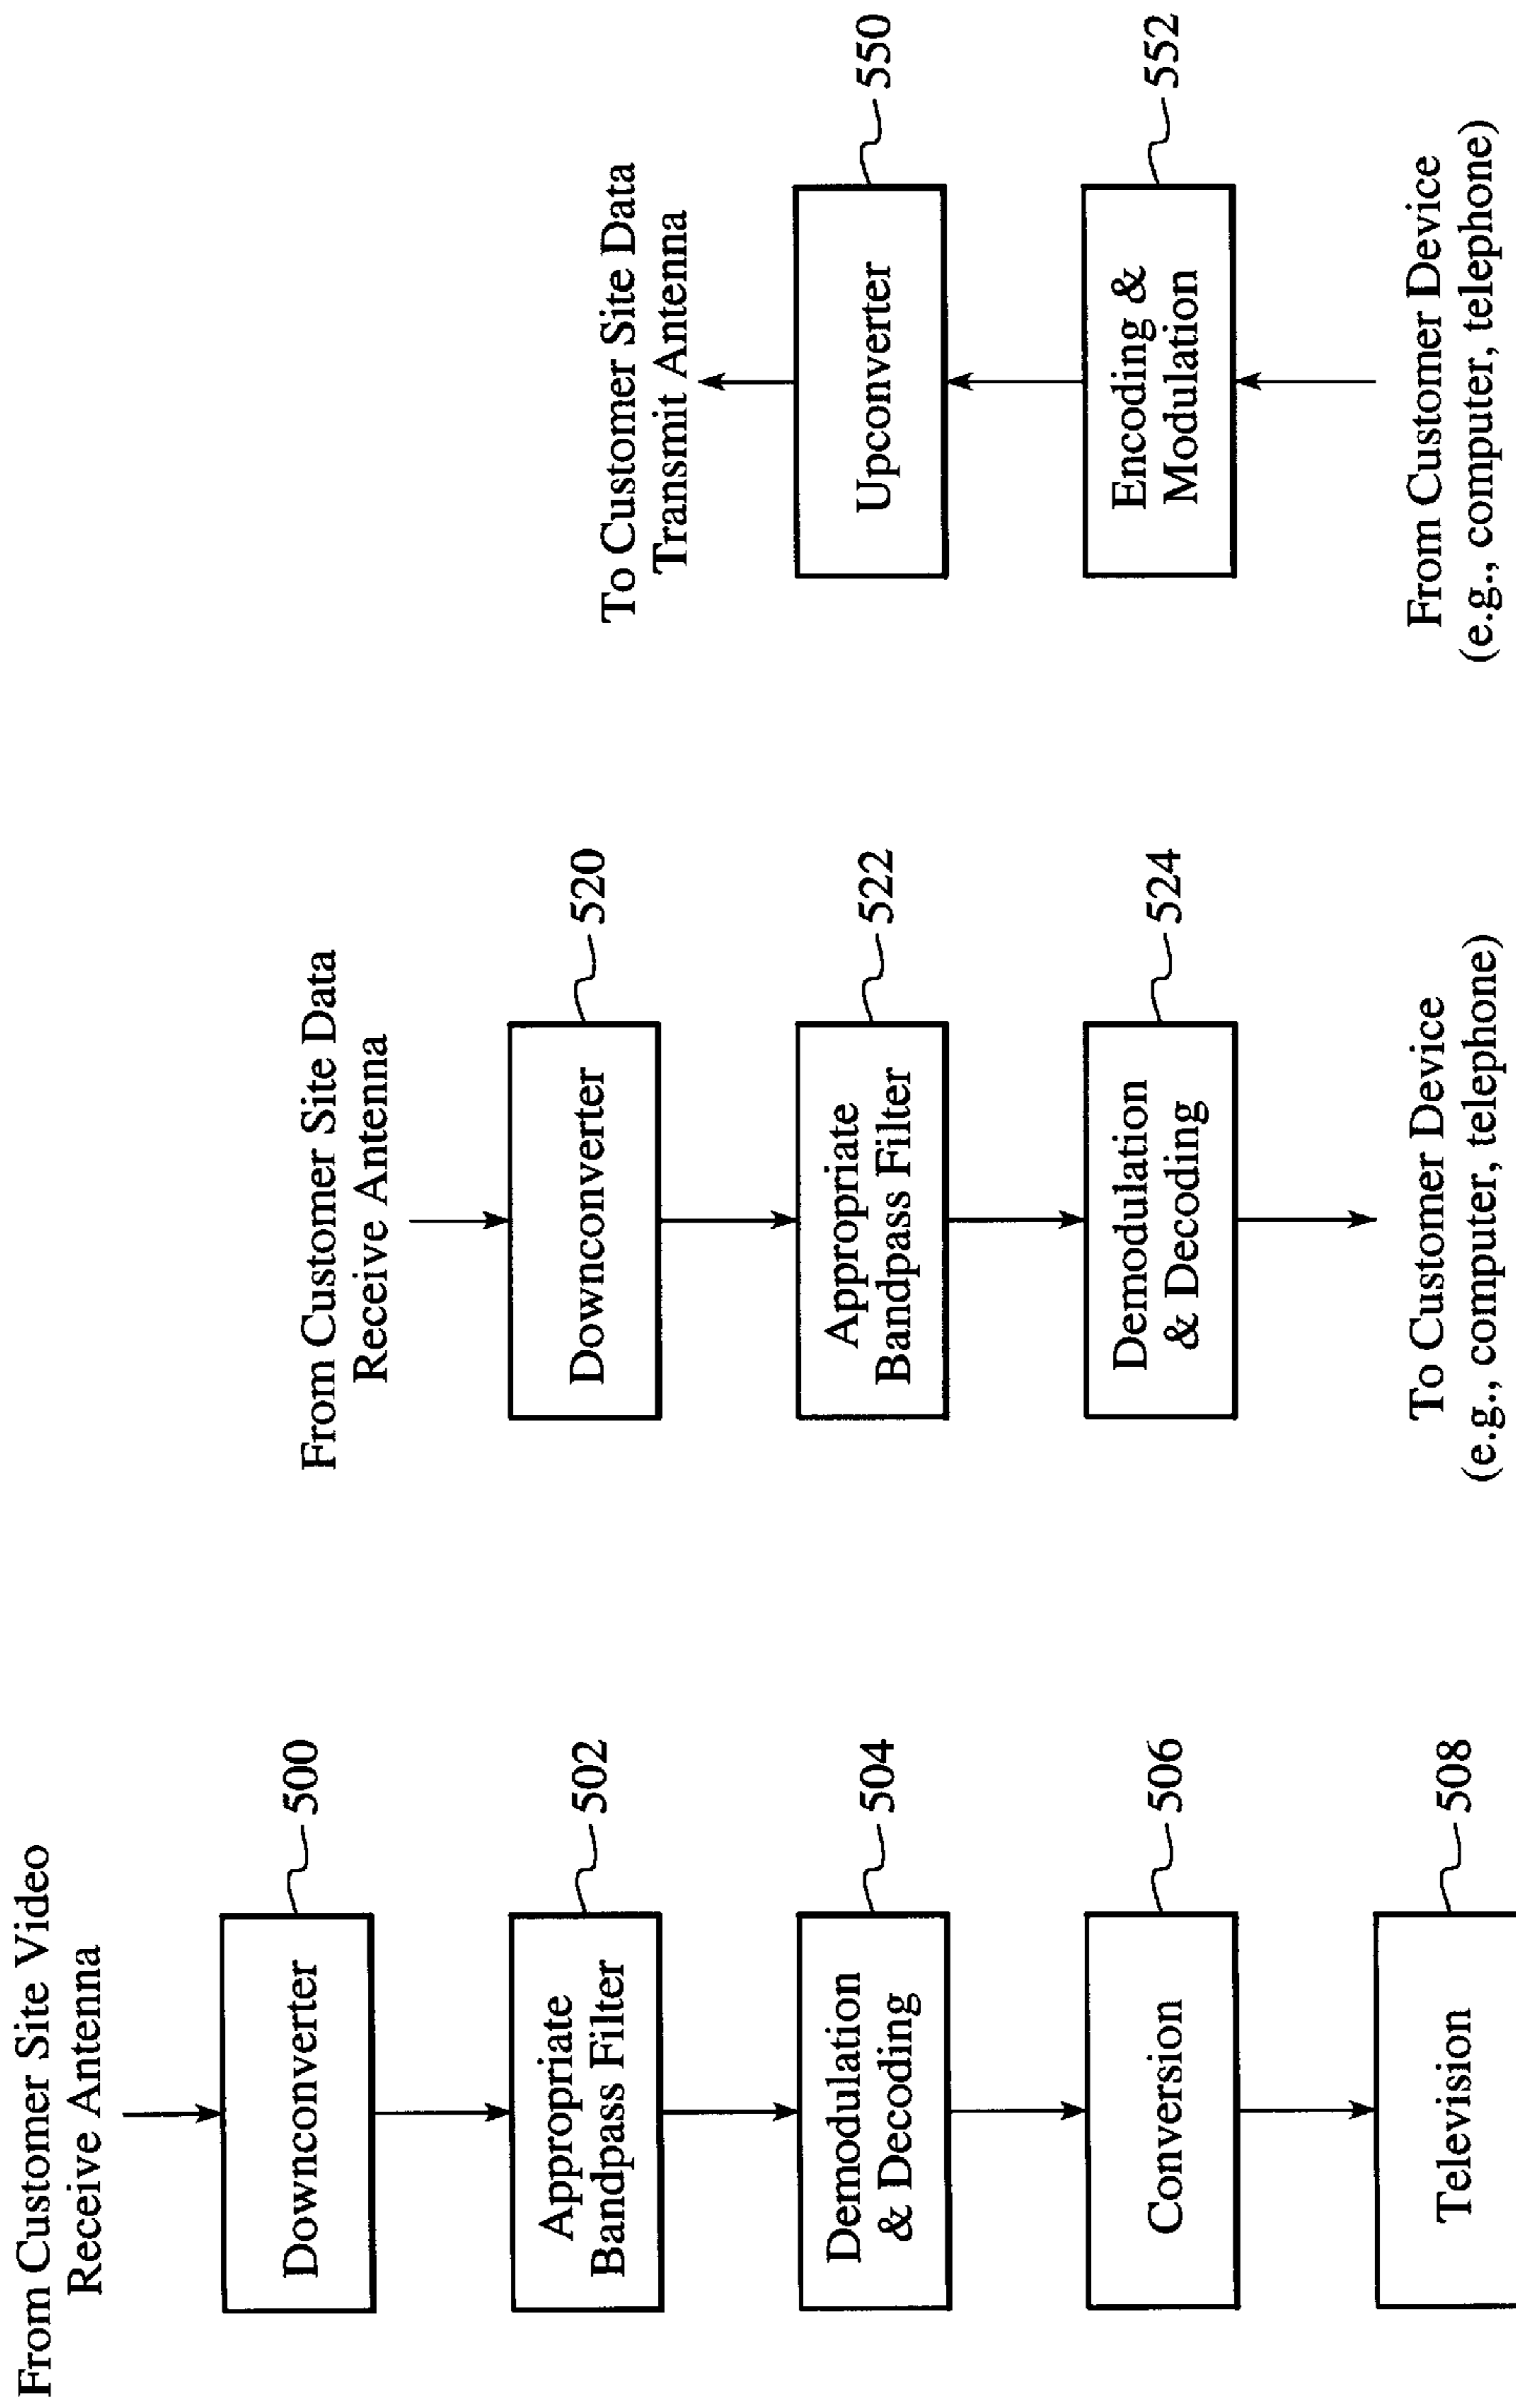 From Customer Site Video
Receive Antenna
Downconverter
500
Appropriate
Bandpass Filter
502
Demodulation
& Decoding
504
Conversion
506
Television
508
From Customer Site Data
Receive Antenna
Downconverter
520
Appropriate
Bandpass Filter
522
Demodulation
& Decoding
524
To Customer Device
(e.g., computer, telephone)
To Customer Site Data
Transmit Antenna
Upconverter
550
Encoding &
Modulation
552
From Customer Device
(e.g., computer, telephone)